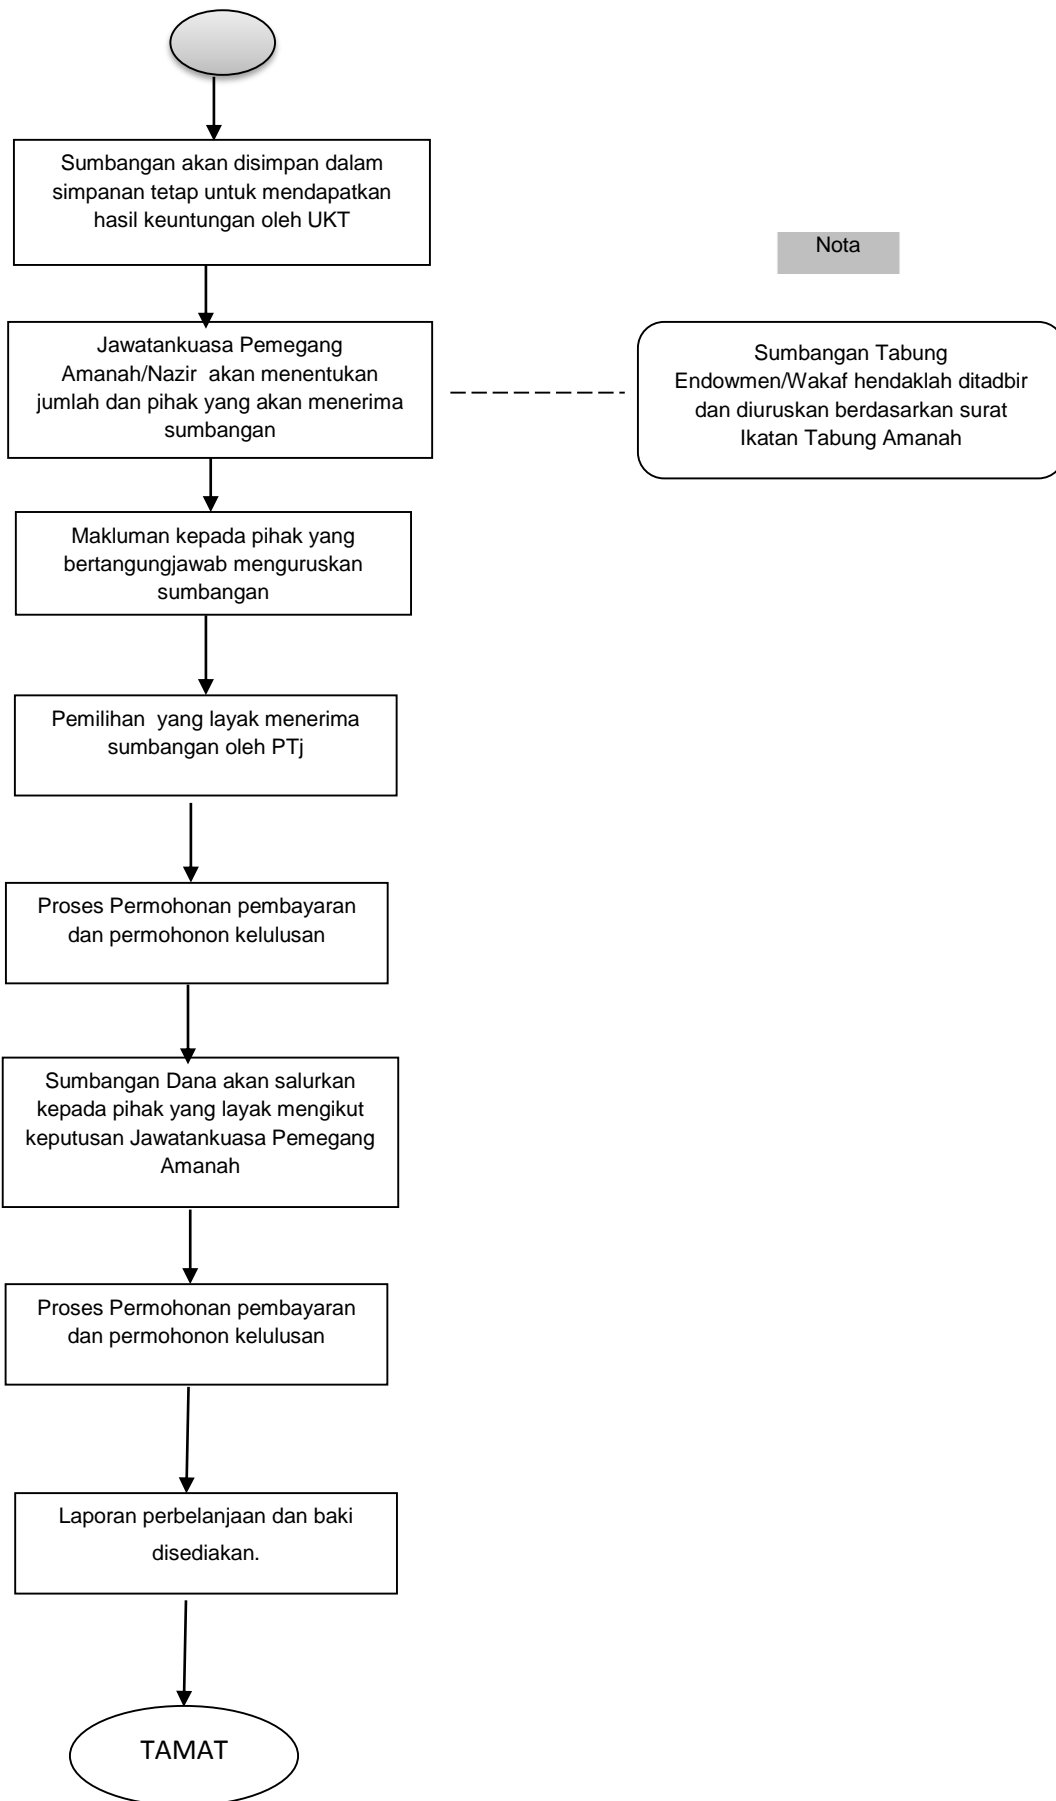 Sumbangan akan disimpan dalam
simpanan tetap untuk mendapatkan
hasil keuntungan oleh UKT
Nota
Jawatankuasa Pemegang
Amanah/Nazir  akan menentukan
jumlah dan pihak yang akan menerima
sumbangan
Sumbangan Tabung
Endowmen/Wakaf hendaklah ditadbir
dan diuruskan berdasarkan surat
Ikatan Tabung Amanah
Makluman kepada pihak yang
bertangungjawab menguruskan
sumbangan
Pemilihan  yang layak menerima
sumbangan oleh PTj
Proses Permohonan pembayaran
dan permohonon kelulusan
Sumbangan Dana akan salurkan
kepada pihak yang layak mengikut
keputusan Jawatankuasa Pemegang
Amanah
Proses Permohonan pembayaran
dan permohonon kelulusan
Laporan perbelanjaan dan baki
disediakan.
TAMAT